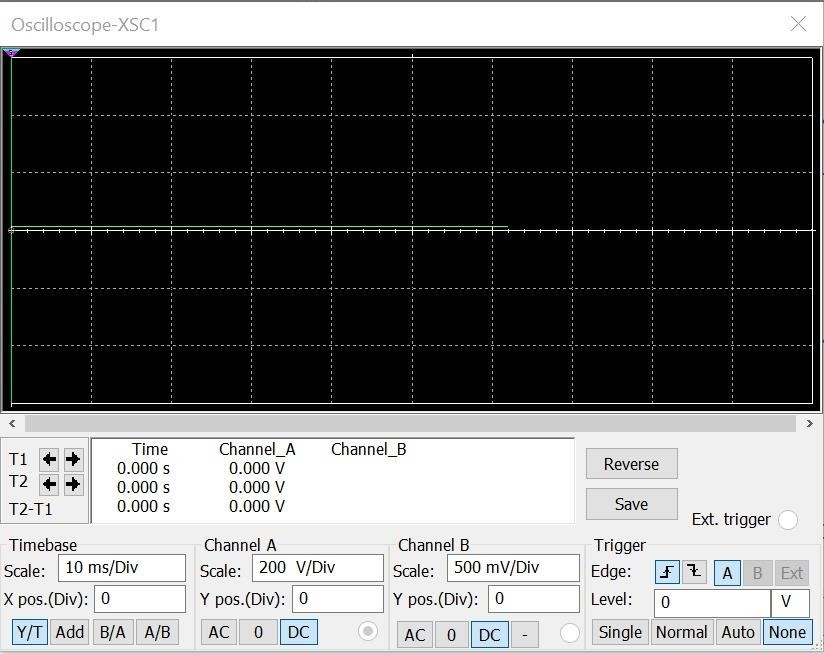 Oscilloscope-XSC1
T1
T2
T2-T1
Time Channel_A Channel_B
0.000 s 0.000 V
0.000 s 0.000 V
0.000 s 0.000 V
Reverse
Save
Ext. trigger
Timebase
Scale: 10 ms/Div
X pos.(Div): 0
Y/T Add B/A A/B
Channel A
Scale: 200 V/Div
Y pos.(Div): 0
AC 0 DC
Channel B
Scale: 500 mV/Div
Y pos.(Div): 0
AC 0 DC -
Trigger
Edge: A B Ext
Level: 0 V
Single Normal Auto None